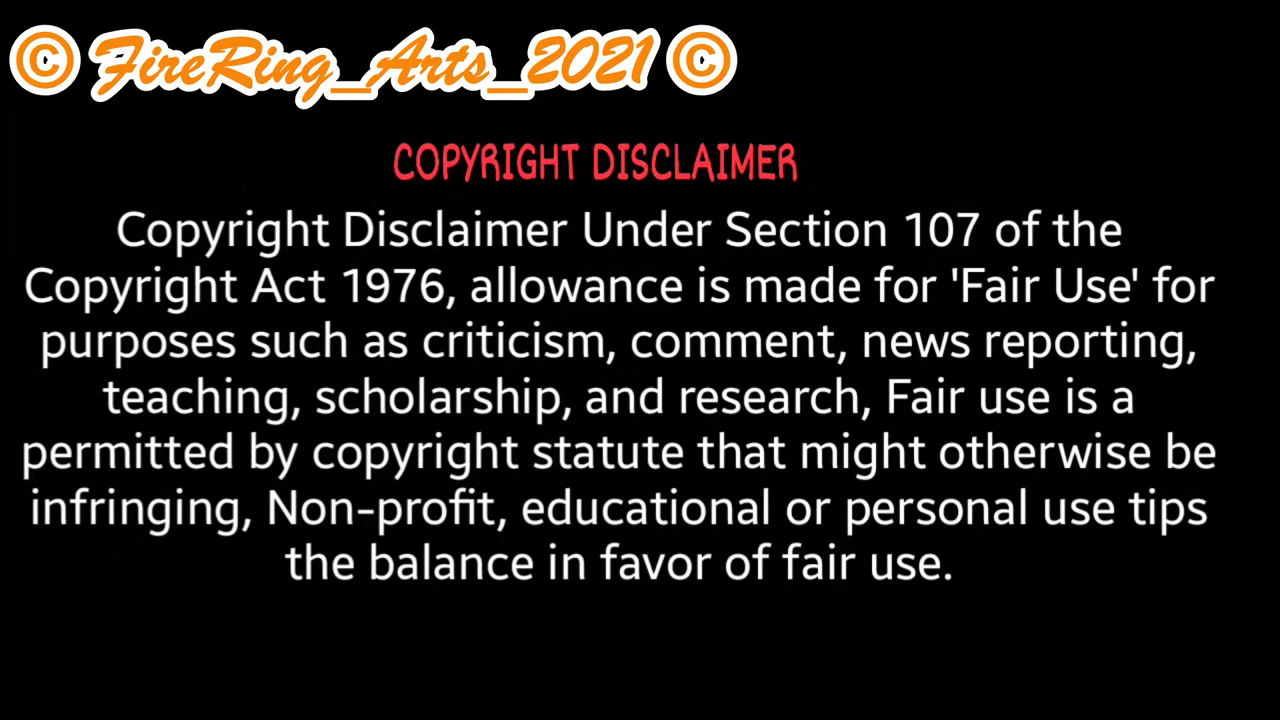 © FireRing_Arts_2021 ©
COPYRIGHT DISCLAIMER
Copyright Disclaimer Under Section 107 of the
Copyright Act 1976, allowance is made for 'Fair Use' for
purposes such as criticism, comment, news reporting,
teaching, scholarship, and research, Fair use is a
permitted by copyright statute that might otherwise be
infringing, Non-profit, educational or personal use tips
the balance in favor of fair use.